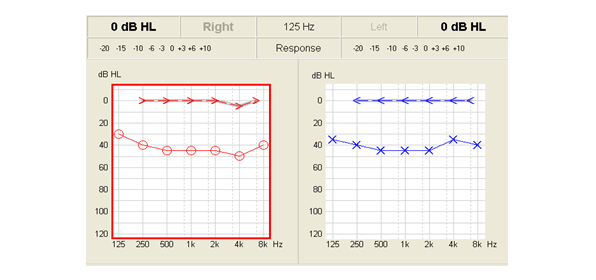 0 dB HL Right 125 Hz Left 0 dB HL
-20 -15 -10 -6 -3 0 +3 +6 +10 Response -20 -15 -10 -6 -3 0 +3 +6 +10
dB HL dB HL
0 0
20 20
40 40
60 60
80 80
100 100
120 120
125 250 500 1k 2k 4k 8k Hz 125 250 500 1k 2k 4k 8k Hz